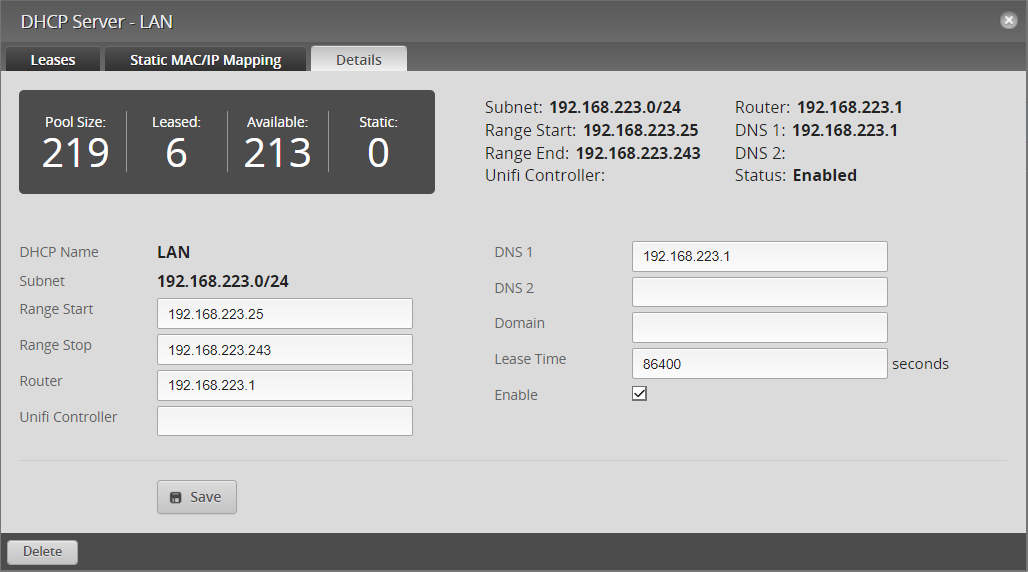 DHCP Server - LAN
Leases Static MAC/IP Mapping Details
Pool Size: Leased: Available: Static:
219 6 213 0
Subnet: 192.168.223.0/24
Range Start: 192.168.223.25
Range End: 192.168.223.243
Unifi Controller:
Router: 192.168.223.1
DNS 1: 192.168.223.1
DNS 2:
Status: Enabled
DHCP Name LAN
Subnet 192.168.223.0/24
Range Start 192.168.223.25
Range Stop 192.168.223.243
Router 192.168.223.1
Unifi Controller
DNS 1 192.168.223.1
DNS 2
Domain
Lease Time 86400 seconds
Enable
Save
Delete